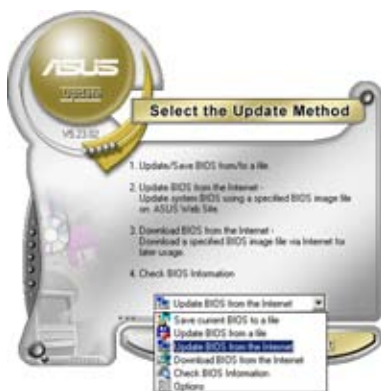 ASUS
Update
V5.23.02
Select the Update Method
1. Update/Save BIOS from/to a file.
2. Update BIOS from the Internet -
Update system BIOS using a specified BIOS image file
on ASUS Web Site.
3. Download BIOS from the Internet -
Download a specified BIOS image file via Internet for
later usage.
4. Check BIOS Information
Update BIOS from the Internet
Save current BIOS to a file
Update BIOS from a file
Update BIOS from the Internet
Download BIOS from the Internet
Check BIOS Information
Options